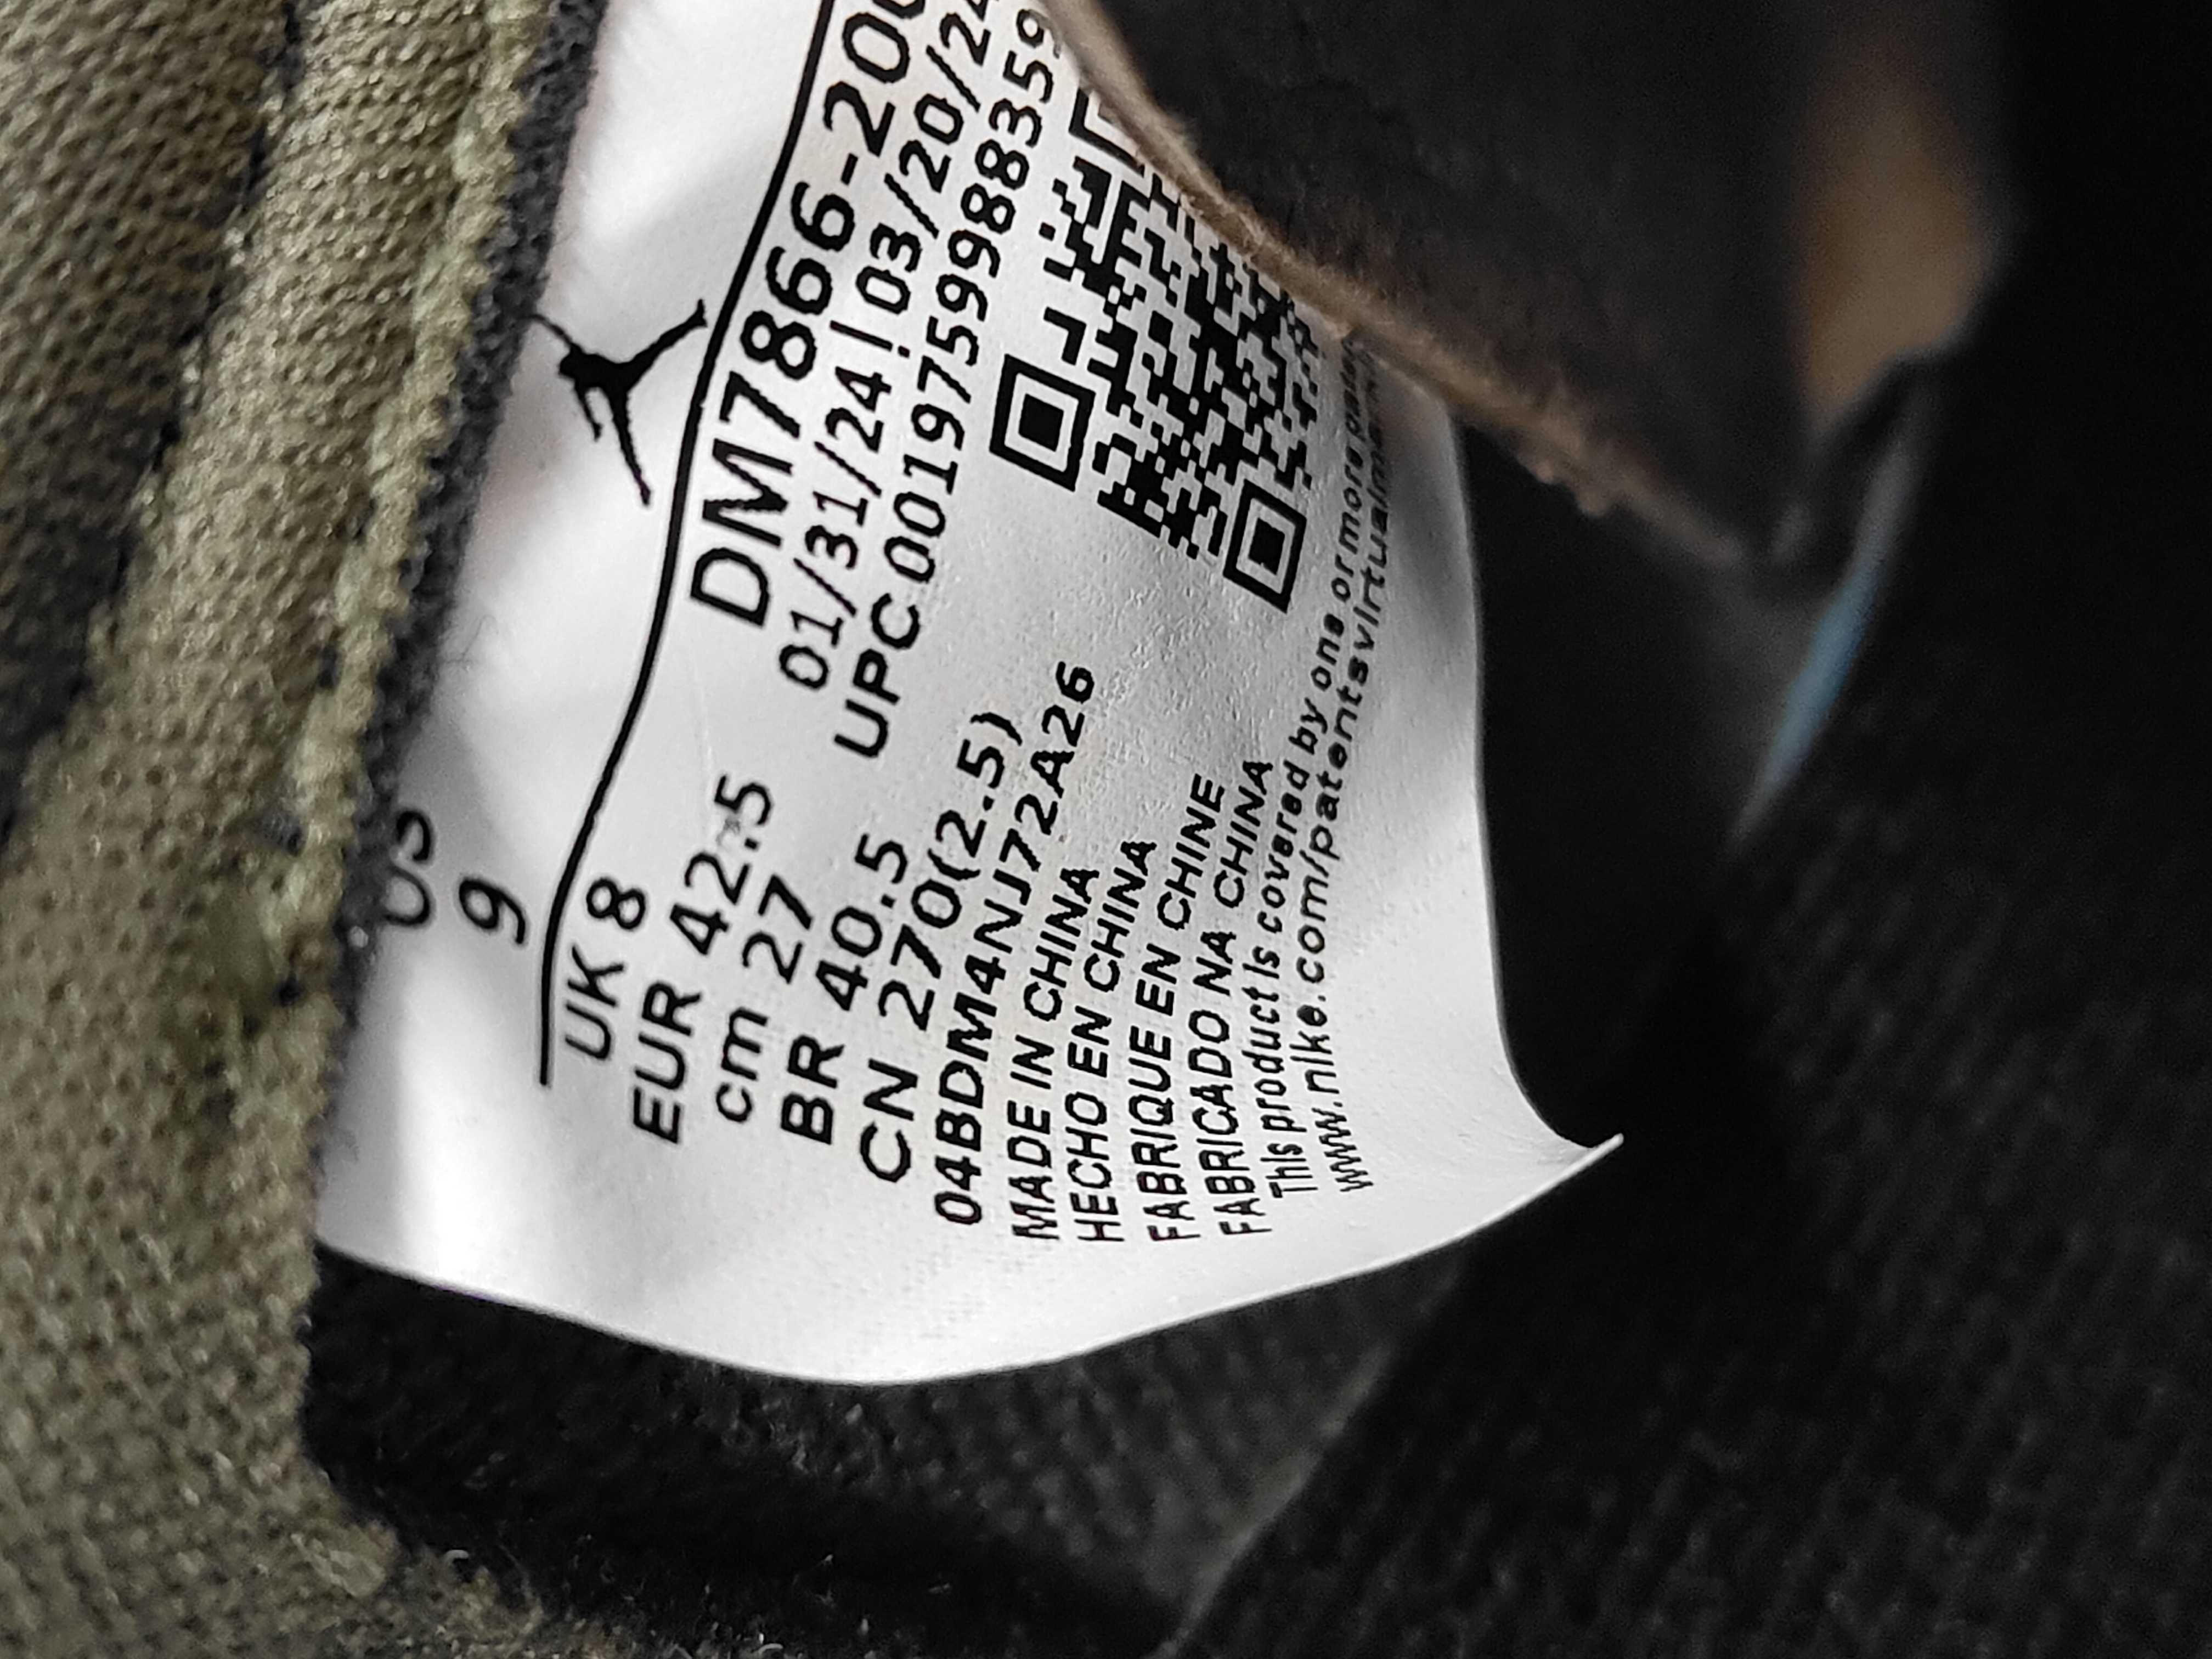 US
9
UK 8
EUR 42.5
cm 27
BR 40.5
CN 270(2.5)
DM7866-200
01/31/24|03/20/24
UPC 00197599883359
04BDM4NJ72A26
MADE IN CHINA
HECHO EN CHINA
FABRIQUE EN CHINE
FABRICADO NA CHINA
This product is covered by one or more
www.nike.com/patentsvirtual